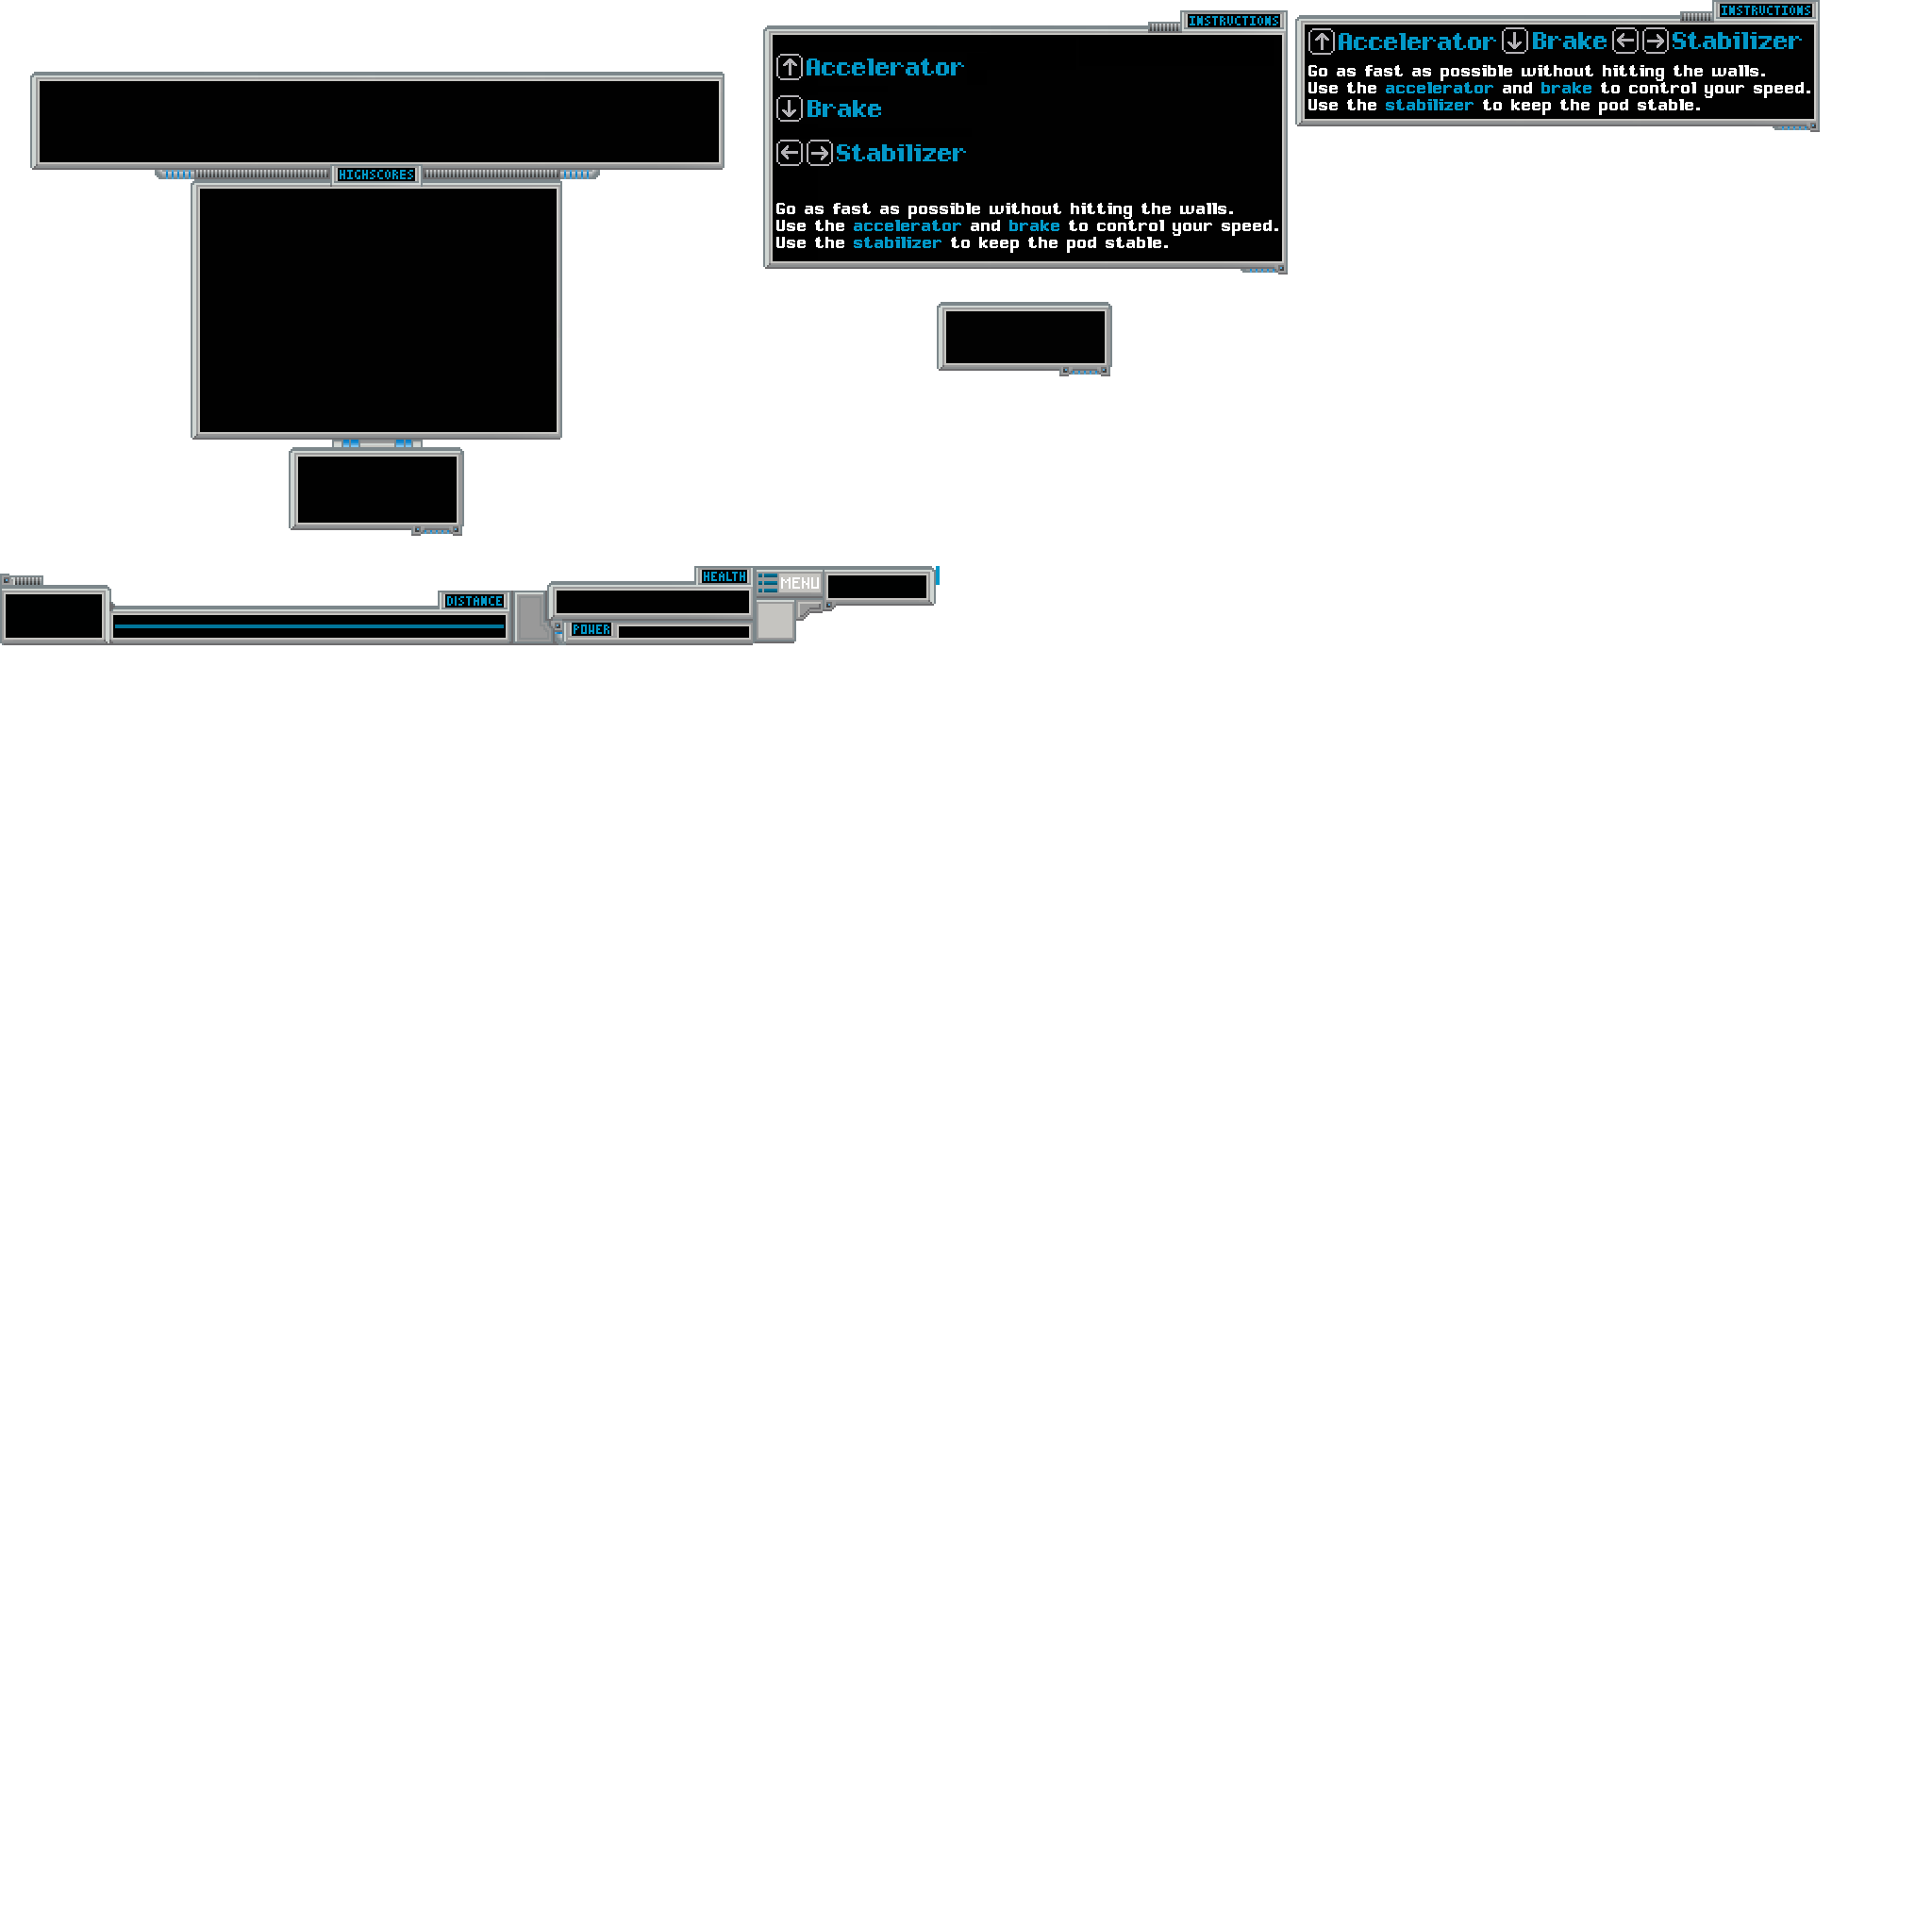 HIGHSCORES
INSTRUCTIONS
Accelerator
Brake
Stabilizer
Go as fast as possible without hitting the walls.
Use the accelerator and brake to control your speed.
Use the stabilizer to keep the pod stable.
INSTRUCTIONS
Accelerator Brake Stabilizer
Go as fast as possible without hitting the walls.
Use the accelerator and brake to control your speed.
Use the stabilizer to keep the pod stable.
DISTANCE
HEALTH
MENU
POWER